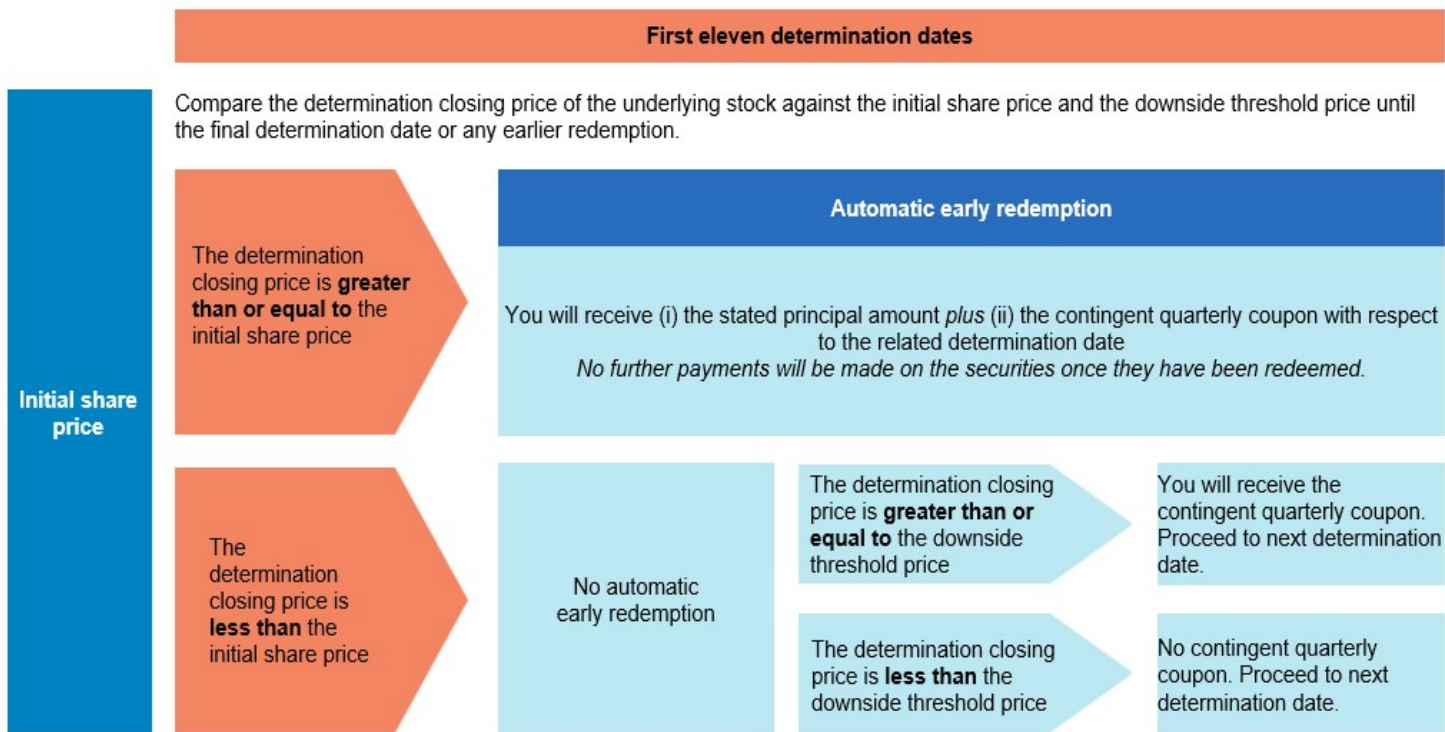 First eleven determination dates
Compare the determination closing price of the underlying stock against the initial share price and the downside threshold price until
the final determination date or any earlier redemption.
Initial share
price
The determination
closing price is greater
than or equal to the
initial share price
Automatic early redemption
You will receive (i) the stated principal amount plus (ii) the contingent quarterly coupon with respect
to the related determination date
No further payments will be made on the securities once they have been redeemed.
The
determination
closing price is
less than the
initial share price
No automatic
early redemption
The determination closing
price is greater than or
equal to the downside
threshold price
You will receive the
contingent quarterly coupon.
Proceed to next determination
date.
The determination closing
price is less than the
downside threshold price
No contingent quarterly
coupon. Proceed to next
determination date.